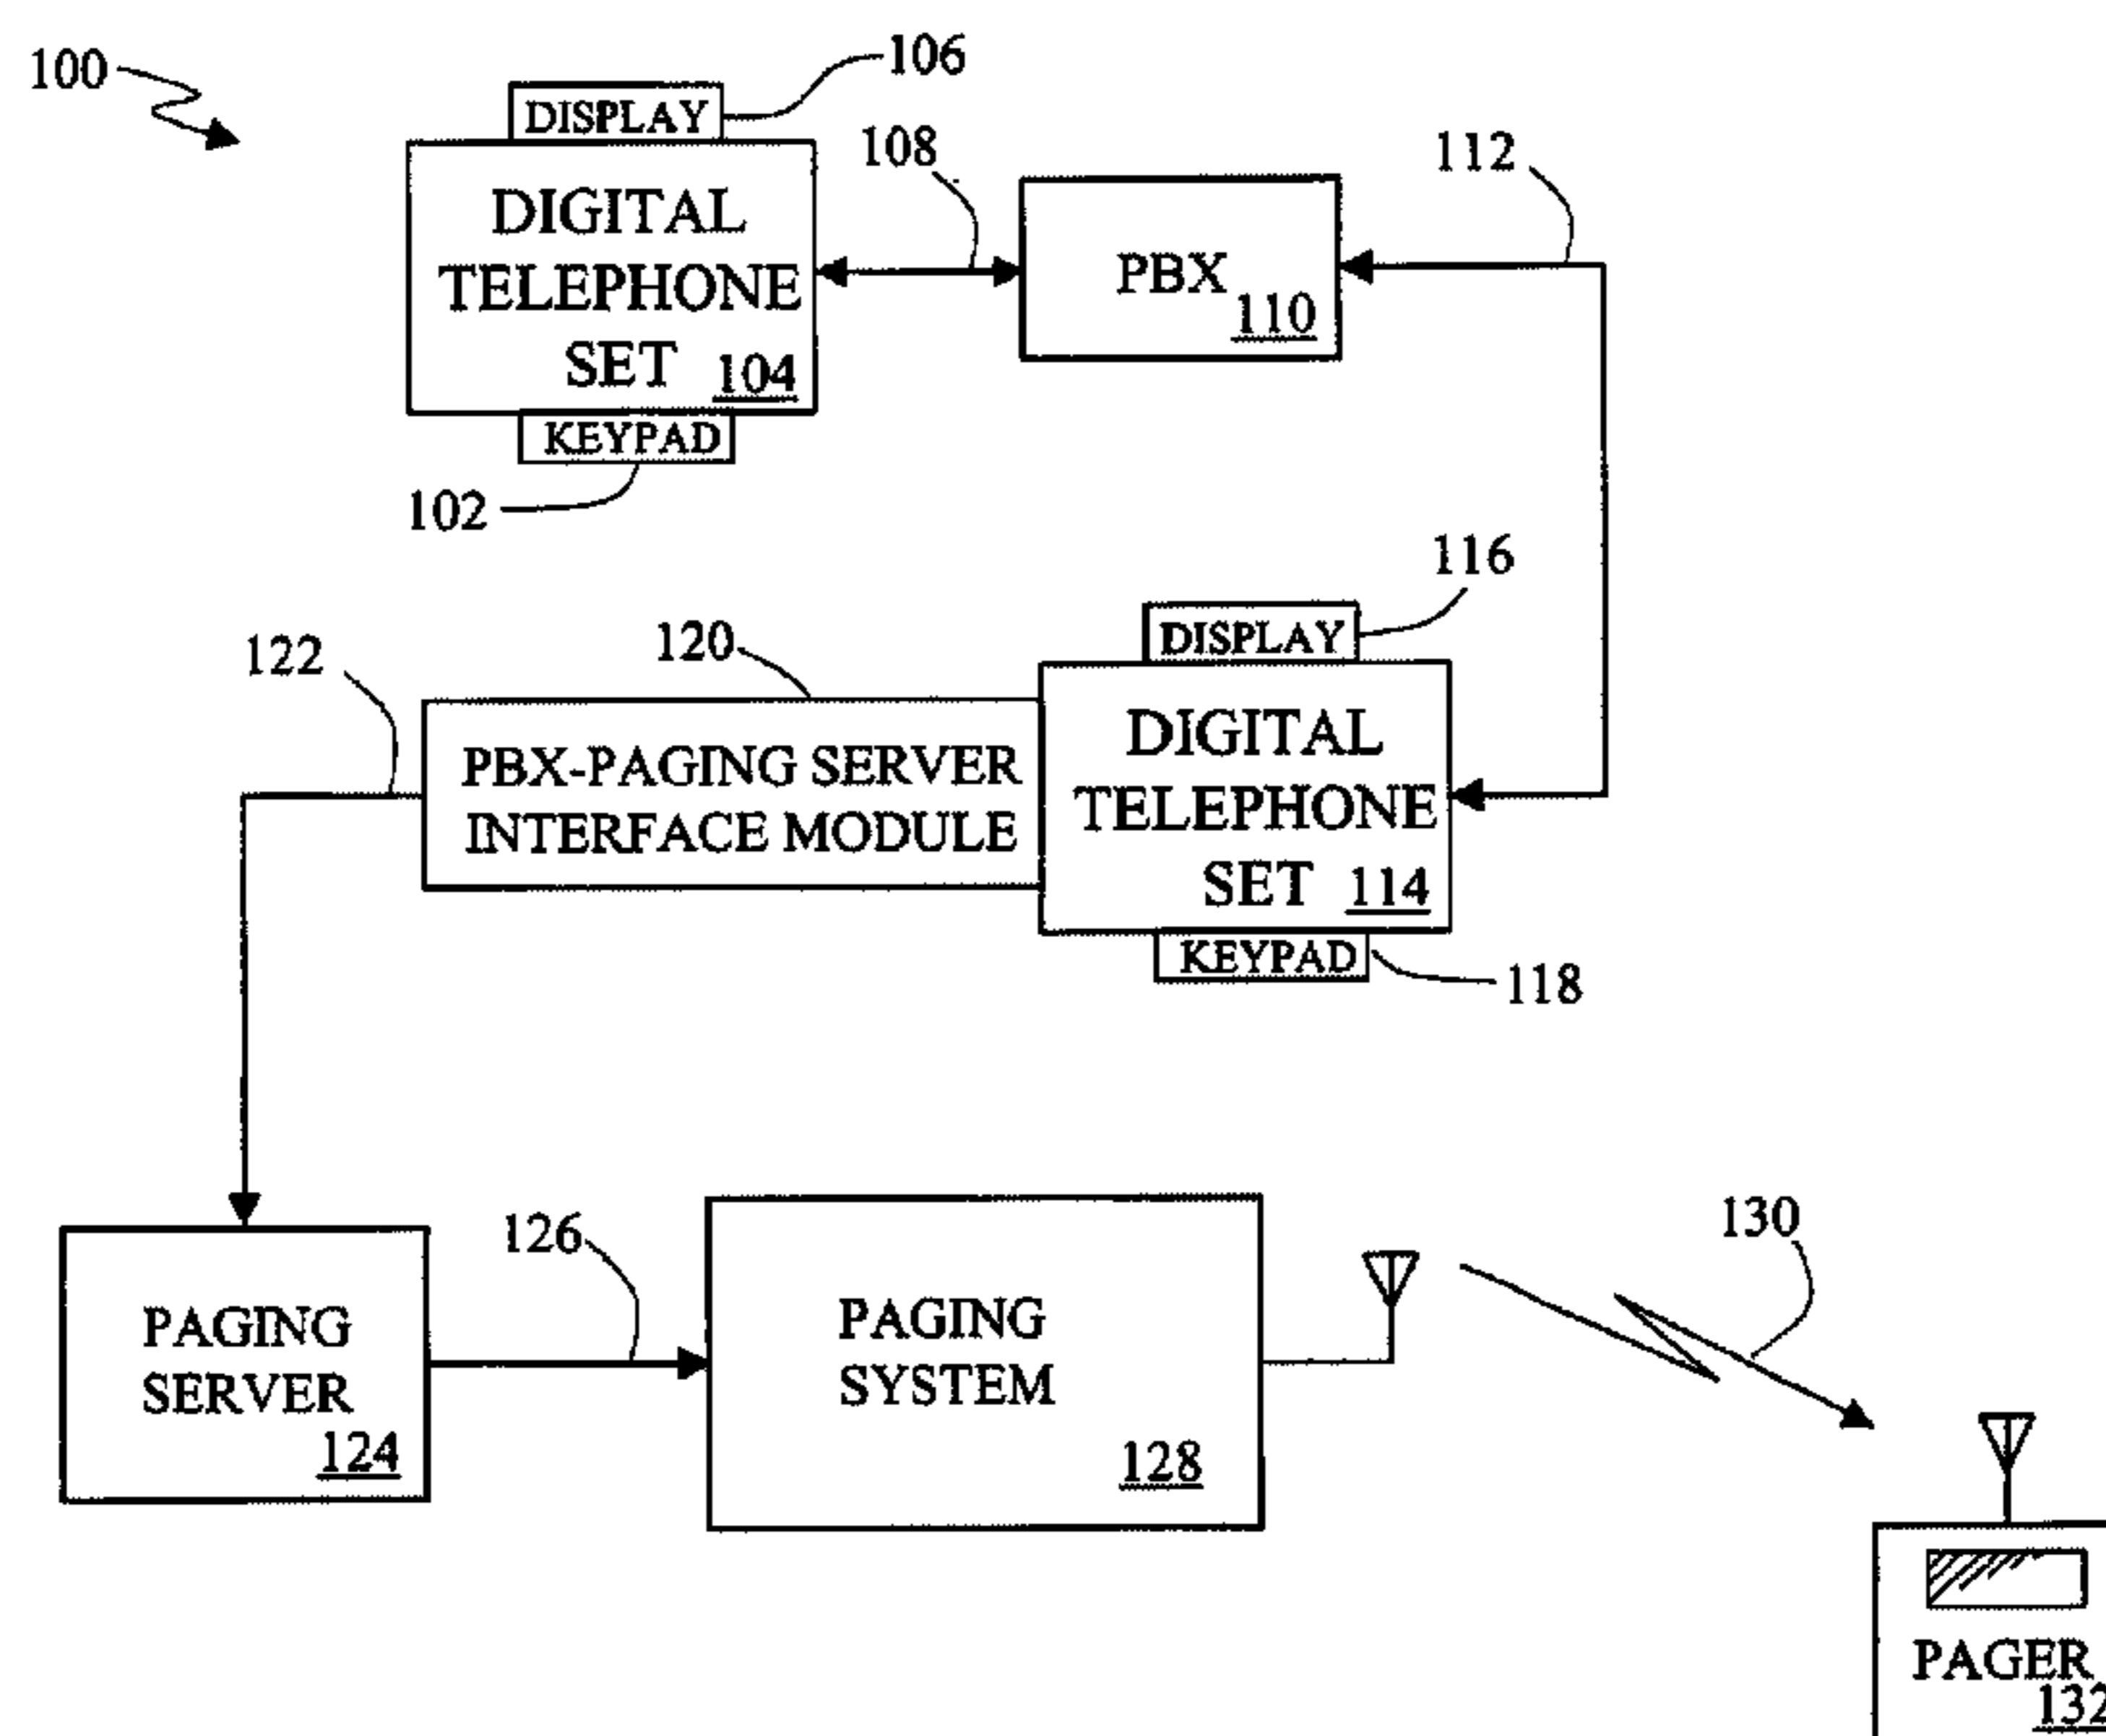 100
106
DISPLAY
108
112
DIGITAL
TELEPHONE
SET 104
PBX
110
KEYPAD
102
116
DISPLAY
122
120
PBX-PAGING SERVER
INTERFACE MODULE
DIGITAL
TELEPHONE
SET 114
KEYPAD
118
126
130
PAGING
SERVER
124
PAGING
SYSTEM
128
PAGER
132